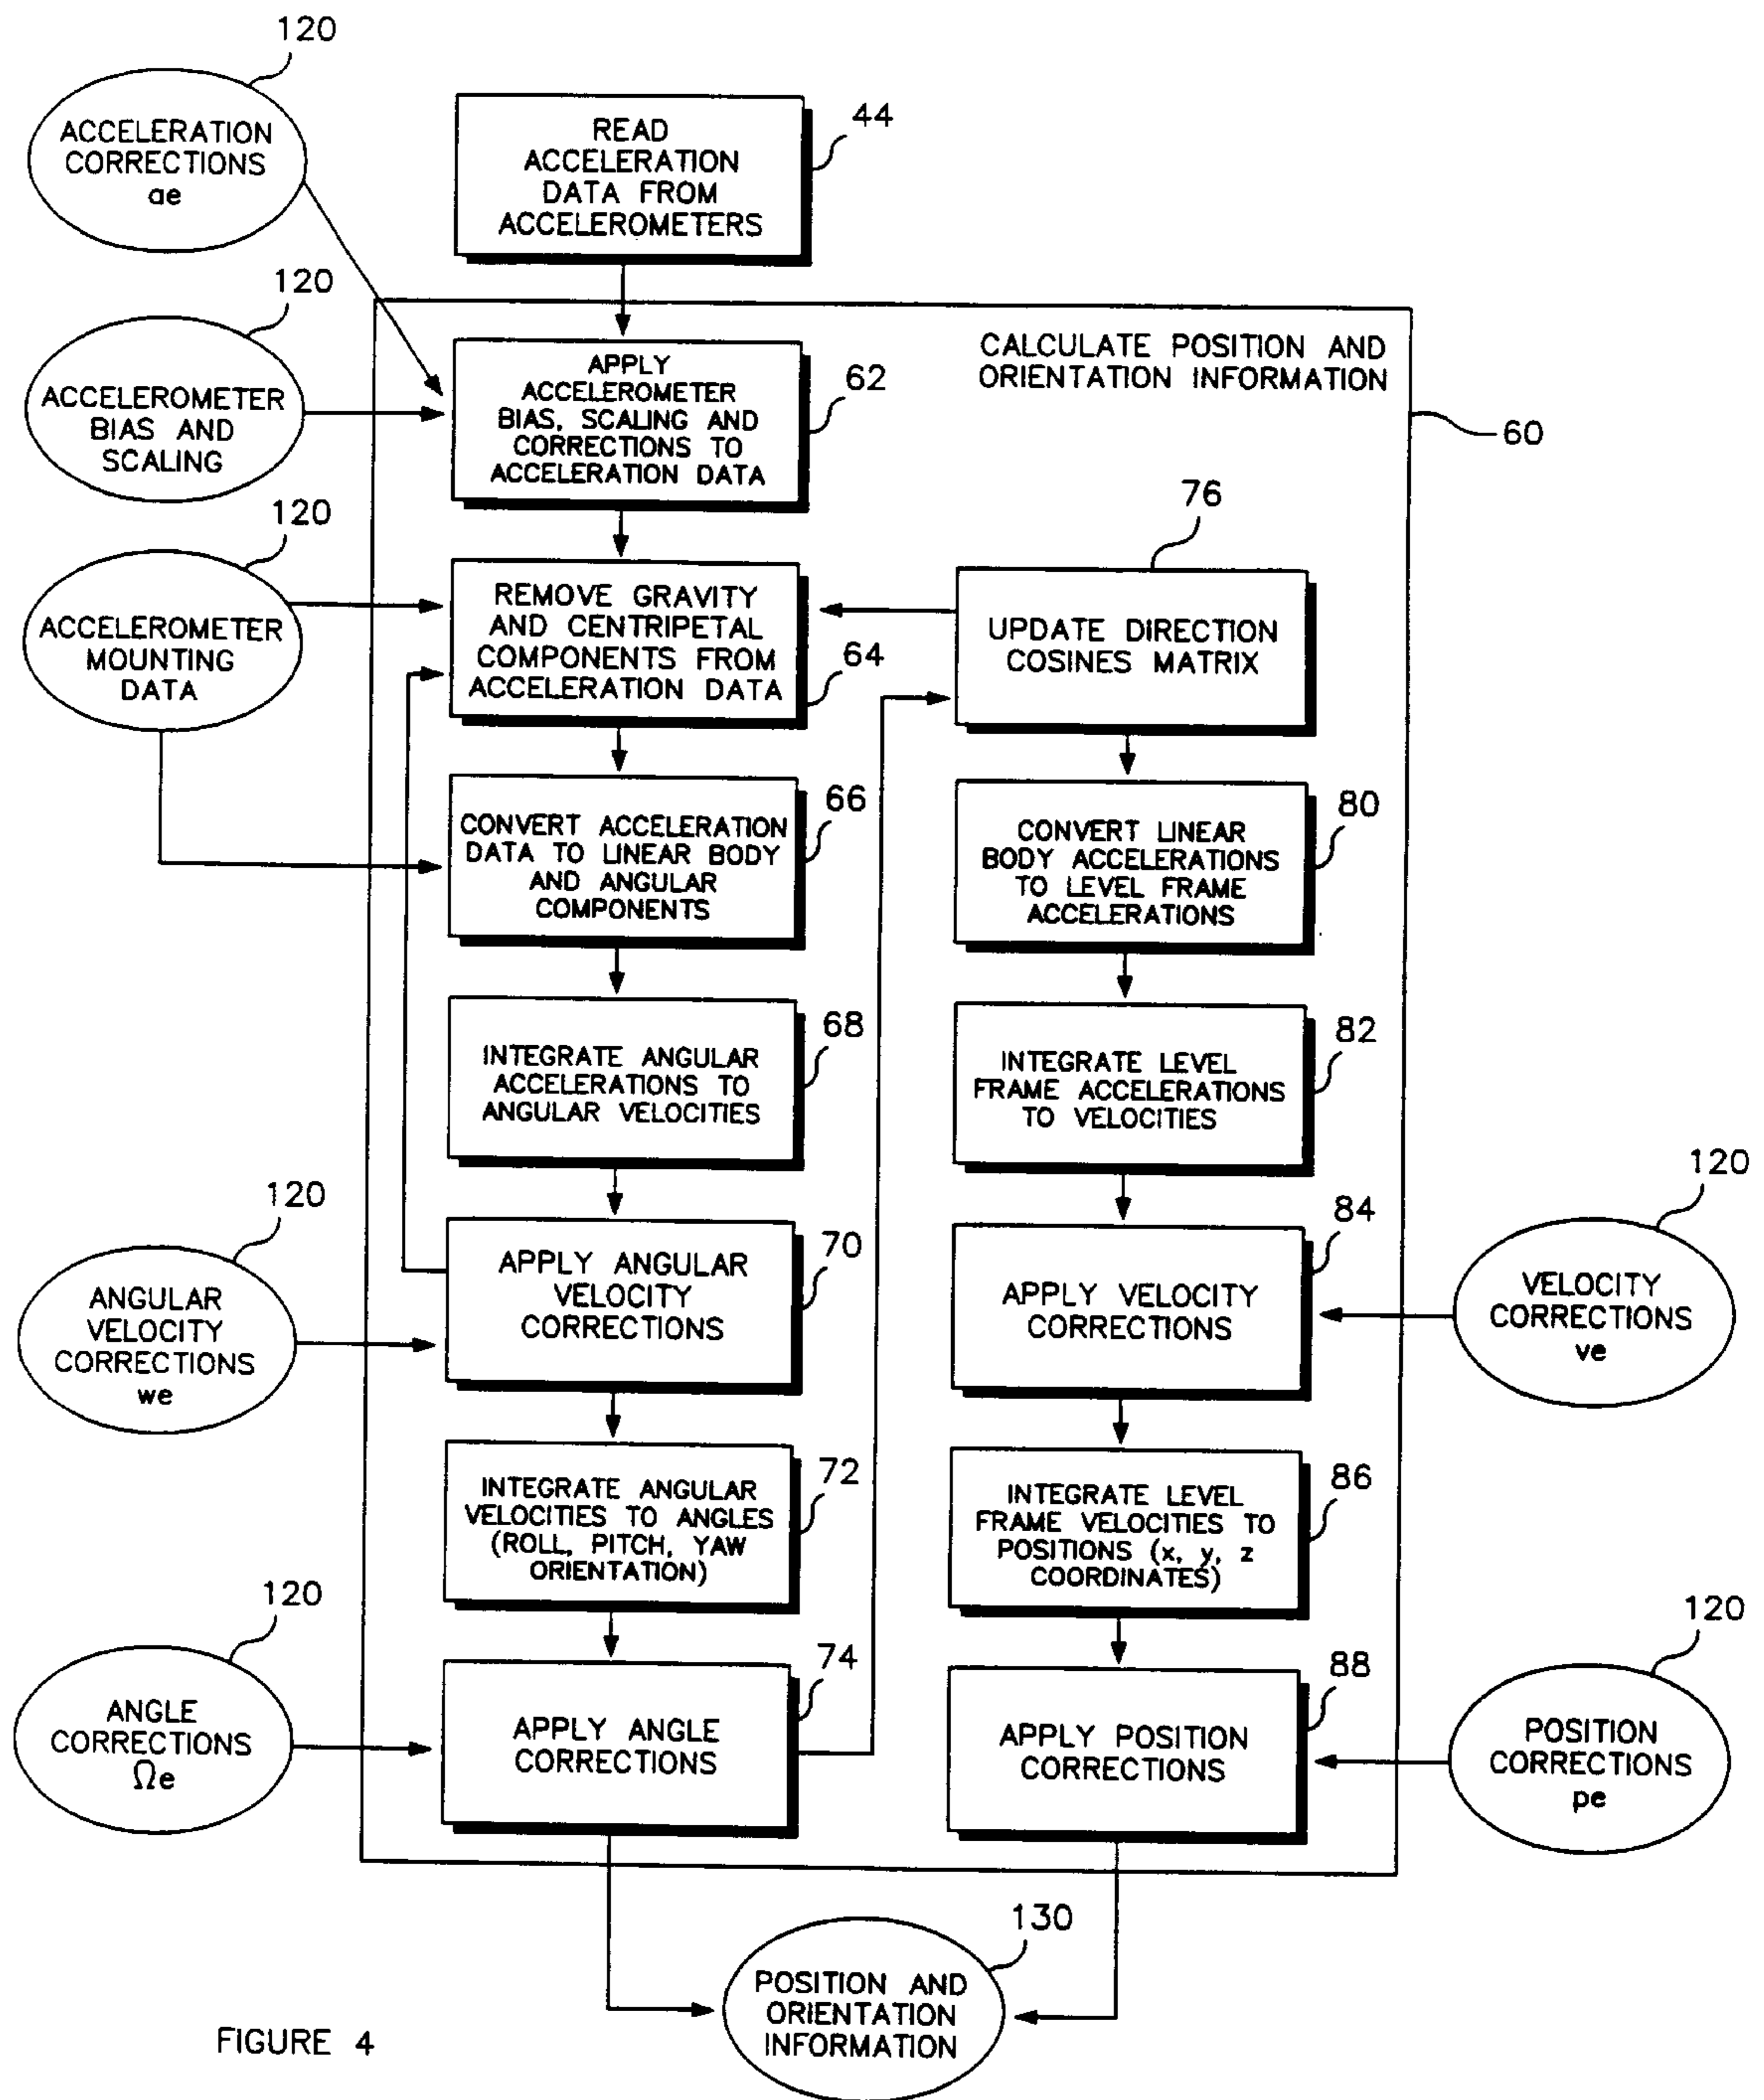 120
ACCELERATION
CORRECTIONS
ae
READ
ACCELERATION
DATA FROM
ACCELEROMETERS
44
120
ACCELEROMETER
BIAS AND
SCALING
APPLY
ACCELEROMETER
BIAS, SCALING AND
CORRECTIONS TO
ACCELERATION DATA
62
CALCULATE POSITION AND
ORIENTATION INFORMATION
60
120
ACCELEROMETER
MOUNTING
DATA
REMOVE GRAVITY
AND CENTRIPETAL
COMPONENTS FROM
ACCELERATION DATA
64
76
UPDATE DIRECTION
COSINES MATRIX
CONVERT ACCELERATION
DATA TO LINEAR BODY
AND ANGULAR
COMPONENTS
66
CONVERT LINEAR
BODY ACCELERATIONS
TO LEVEL FRAME
ACCELERATIONS
80
INTEGRATE ANGULAR
ACCELERATIONS TO
ANGULAR VELOCITIES
68
INTEGRATE LEVEL
FRAME ACCELERATIONS
TO VELOCITIES
82
120
ANGULAR
VELOCITY
CORRECTIONS
we
APPLY ANGULAR
VELOCITY
CORRECTIONS
70
APPLY VELOCITY
CORRECTIONS
84
120
VELOCITY
CORRECTIONS
ve
INTEGRATE ANGULAR
VELOCITIES TO ANGLES
(ROLL, PITCH, YAW
ORIENTATION)
72
INTEGRATE LEVEL
FRAME VELOCITIES TO
POSITIONS (x, y, z
COORDINATES)
86
120
ANGLE
CORRECTIONS
Ωe
APPLY ANGLE
CORRECTIONS
74
APPLY POSITION
CORRECTIONS
88
120
POSITION
CORRECTIONS
pe
130
POSITION AND
ORIENTATION
INFORMATION
FIGURE 4